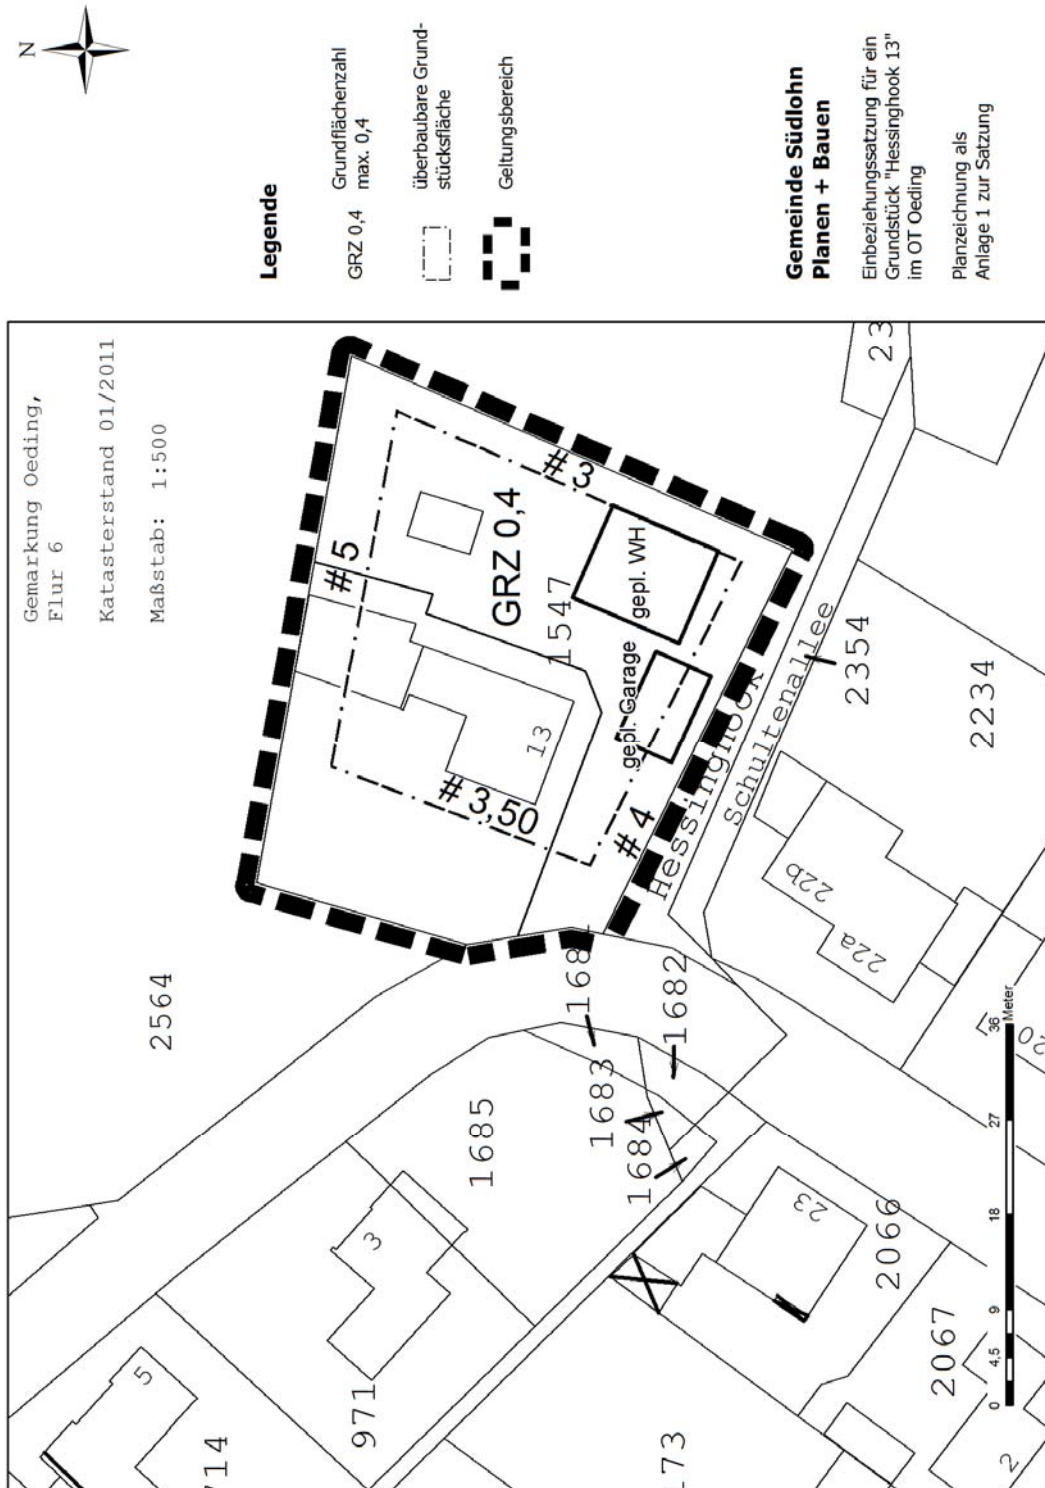 Gemarkung Oeding,
Flur 6
Katasterstand 01/2011
Maßstab: 1:500
N
Legende
GRZ 0,4
Grundflächenzahl
max. 0,4
überbaubare Grund-
stücksfläche
Geltungsbereich
Gemeinde Südlohn
Planen + Bauen
Einbeziehungssatzung für ein
Grundstück "Hessinghook 13"
im OT Oeding
Planzeichnung als
Anlage 1 zur Satzung
2564
# 5
# 3
GRZ 0,4
1547
gepl. WH
gepl. Garage
13
# 3,50
# 4
Hessinghook
Schultenallee
2354
2234
23
22b
22a
20
168
1682
1683
1684
1685
3
5
971
714
173
23
2066
2067
2
0 4,5 9 18 27 36
Meter